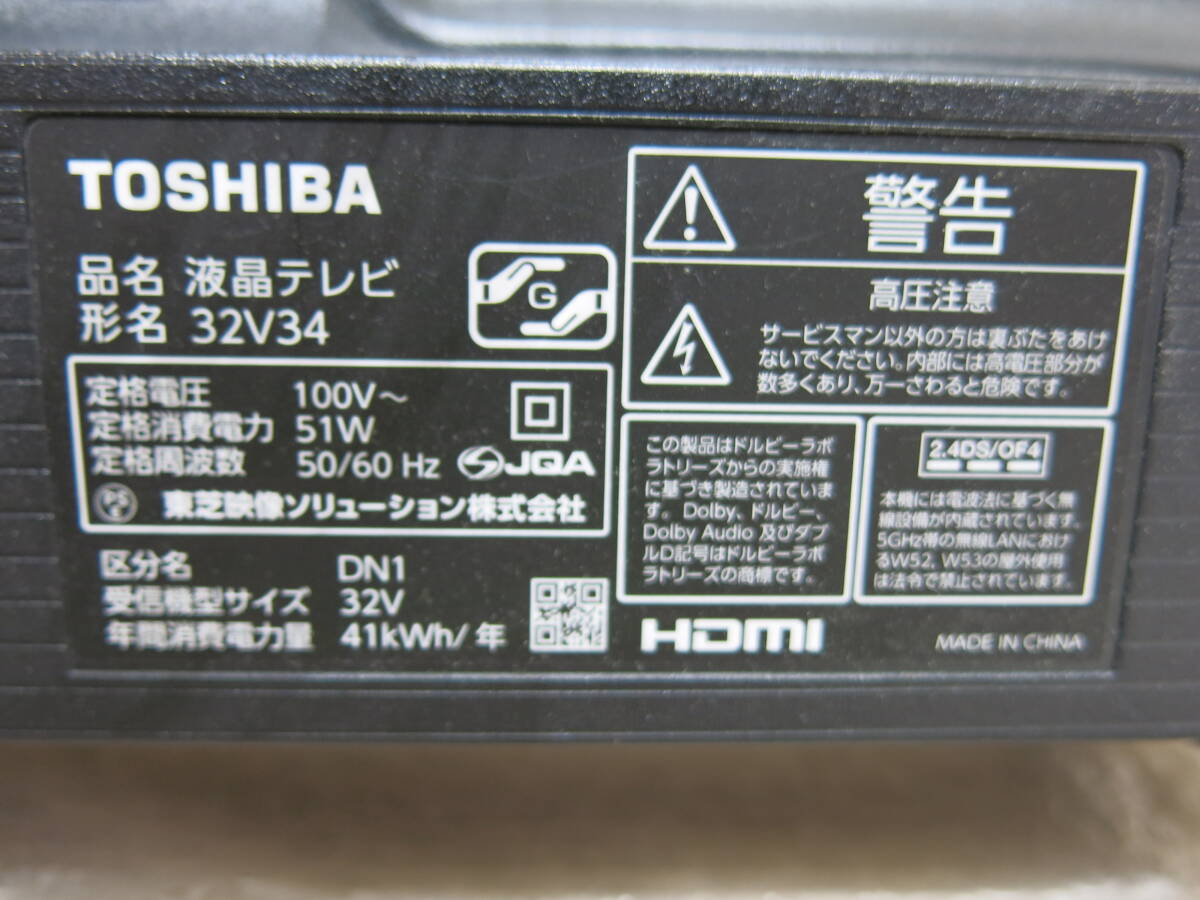 TOSHIBA
品名 液晶テレビ
形名 32V34
G
定格電圧 100V～
定格消費電力 51W
定格周波数 50/60 Hz
JQA
PS
E
東芝映像ソリューション株式会社
区分名 DN1
受信機型サイズ 32V
年間消費電力量 41kWh/年
警告
高圧注意
サービスマン以外の方は裏ぶたをあけ
ないでください。内部には高電圧部分が
数多くあり、万一さわると危険です。
この製品はドルビーラボ
ラトリーズからの実施権
に基づき製造されていま
す。 Dolby、ドルビー、
Dolby Audio 及びダブ
ルD記号はドルビーラボ
ラトリーズの商標です。
2.4DS/OF4
本機には電波法に基づく無
線設備が内蔵されています。
5GHz帯の無線LANにおけ
るW52, W53の屋外使用
は法令で禁止されています。
HDMI
MADE IN CHINA